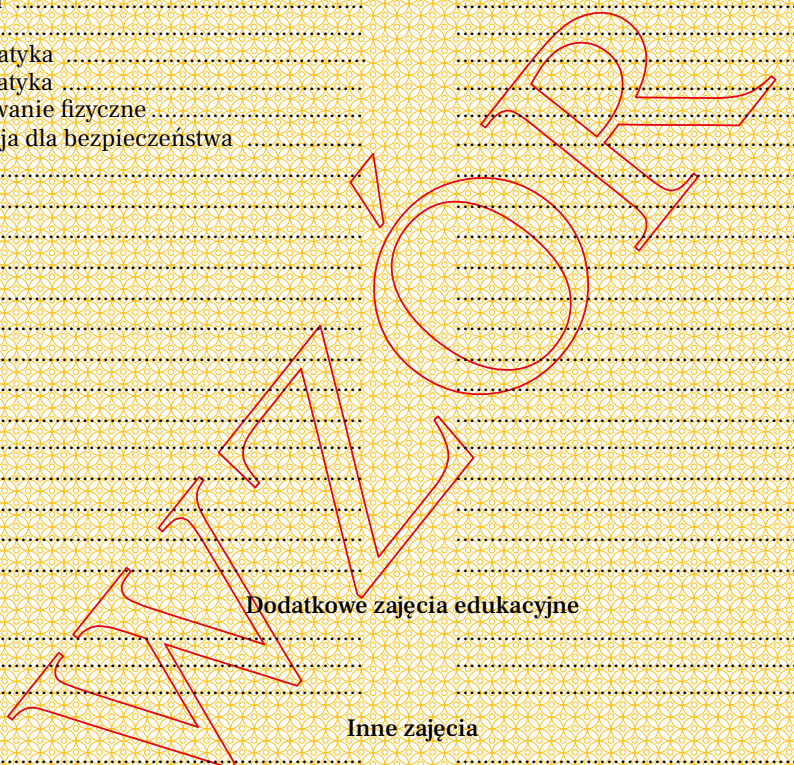 atyka
atyka
wanie fizyczne
ja dla bezpieczeństwa
WZÓR
Dodatkowe zajęcia edukacyjne
Inne zajęcia